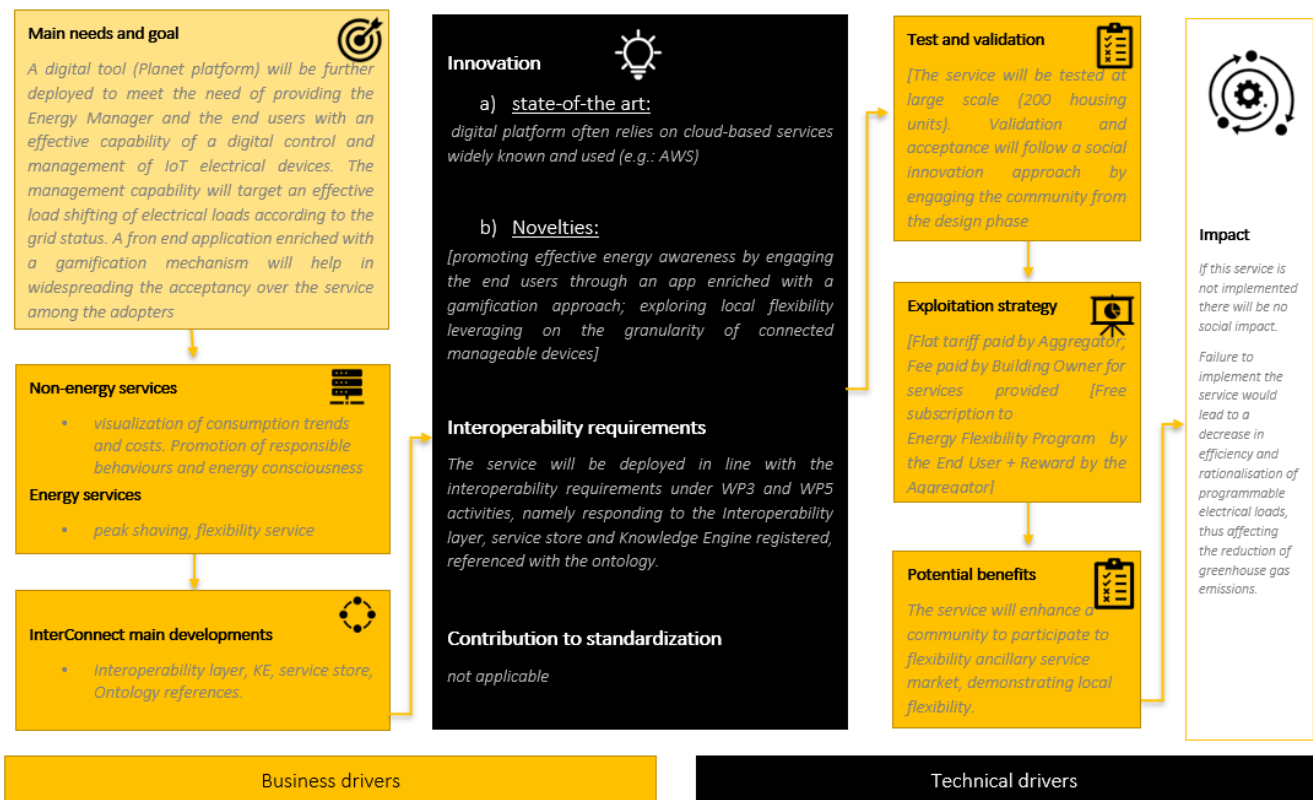 Main needs and goal
A digital tool (Planet platform) will be further
deployed to meet the need of providing the
Energy Manager and the end users with an
effective capability of a digital control and
management of IoT electrical devices. The
management capability will target an effective
load shifting of electrical loads according to the
grid status. A fron end application enriched with
a gamification mechanism will help in
widespreading the acceptancy over the service
among the adopters
Non-energy services
• visualization of consumption trends
and costs. Promotion of responsible
behaviours and energy consciousness
Energy services
• peak shaving, flexibility service
InterConnect main developments
• Interoperability layer, KE, service store,
Ontology references.
Innovation
a) state-of-the art:
digital platform often relies on cloud-based services
widely known and used (e.g.: AWS)
b) Novelties:
[promoting effective energy awareness by engaging
the end users through an app enriched with a
gamification approach; exploring local flexibility
leveraging on the granularity of connected
manageable devices]
Interoperability requirements
The service will be deployed in line with the
interoperability requirements under WP3 and WP5
activities, namely responding to the Interoperability
layer, service store and Knowledge Engine registered,
referenced with the ontology.
Contribution to standardization
not applicable
Test and validation
[The service will be tested at
large scale (200 housing
units). Validation and
acceptance will follow a social
innovation approach by
engaging the community from
the design phase
Exploitation strategy
[Flat tariff paid by Aggregator;
Fee paid by Building Owner for
services provided [Free
subscription to
Energy Flexibility Program by
the End User + Reward by the
Aggregator]
Potential benefits
The service will enhance a
community to participate to
flexibility ancillary service
market, demonstrating local
flexibility.
Impact
If this service is
not implemented
there will be no
social impact.
Failure to
implement the
service would
lead to a
decrease in
efficiency and
rationalisation of
programmable
electrical loads,
thus affecting
the reduction of
greenhouse gas
emissions.
Business drivers
Technical drivers